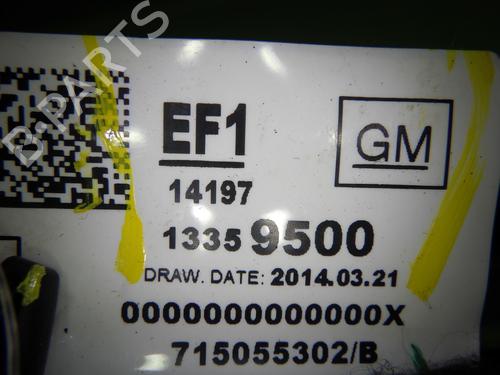 B-PARTS
EF1
GM
14197
1335 9500
DRAW. DATE: 2014.03.21
0000000000000X
715055302/B